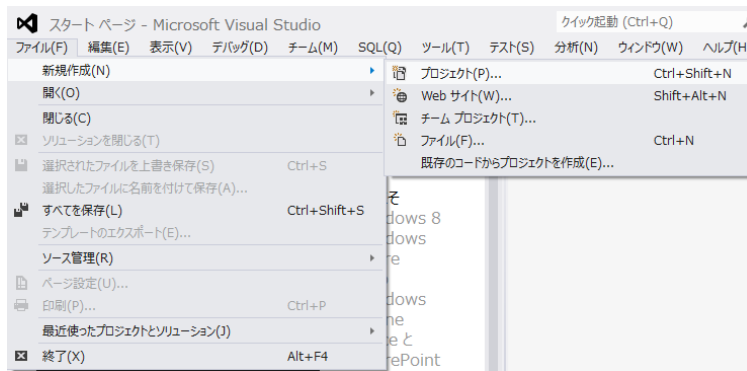 スタート ページ - Microsoft Visual Studio
クイック起動 (Ctrl+Q)
ファイル(F) 編集(E) 表示(V) デバッグ(D) チーム(M) SQL(Q) ツール(T) テスト(S) 分析(N) ウィンドウ(W) ヘルプ(H
新規作成(N)
開く(O)
閉じる(C)
ソリューションを閉じる(T)
選択されたファイルを上書き保存(S) Ctrl+S
選択したファイルに名前を付けて保存(A)...
すべてを保存(L) Ctrl+Shift+S
テンプレートのエクスポート(E)...
ソース管理(R)
ページ設定(U)...
印刷(P)... Ctrl+P
最近使ったプロジェクトとソリューション(J)
終了(X) Alt+F4
プロジェクト(P)... Ctrl+Shift+N
Web サイト(W)... Shift+Alt+N
チーム プロジェクト(T)...
ファイル(F)... Ctrl+N
既存のコードからプロジェクトを作成(E)...
そ
dows 8
dows
re
dows
ne
e と
rePoint